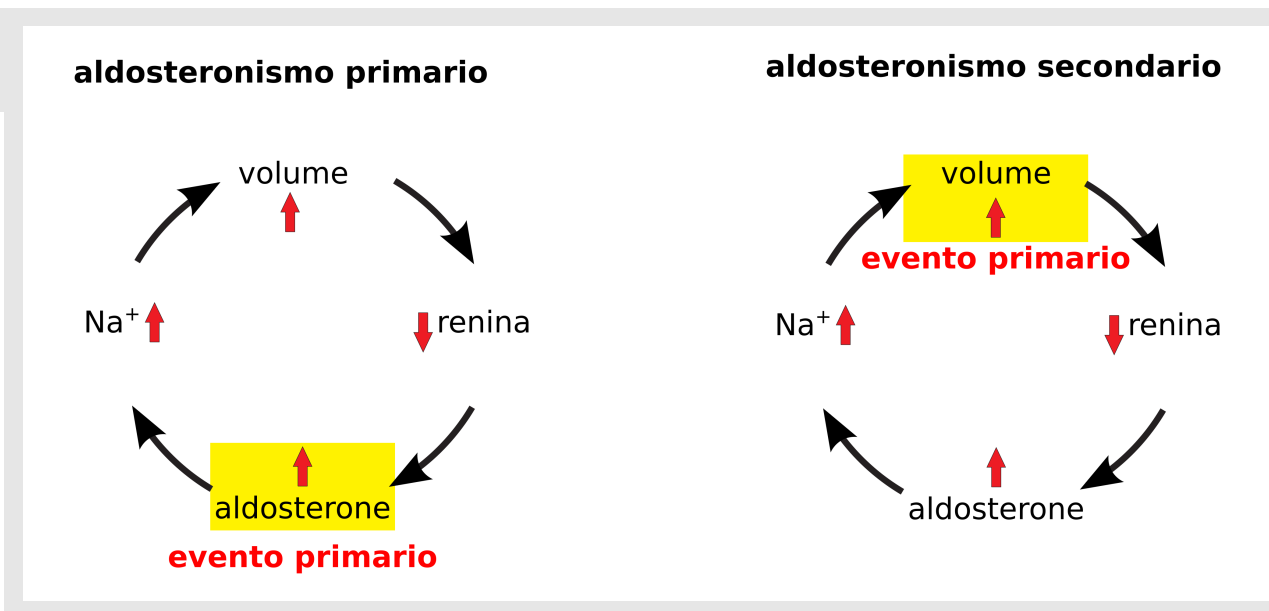 aldosteronismo primario
volume
Na⁺
renina
aldosterone
evento primario
aldosteronismo secondario
volume
evento primario
Na⁺
renina
aldosterone